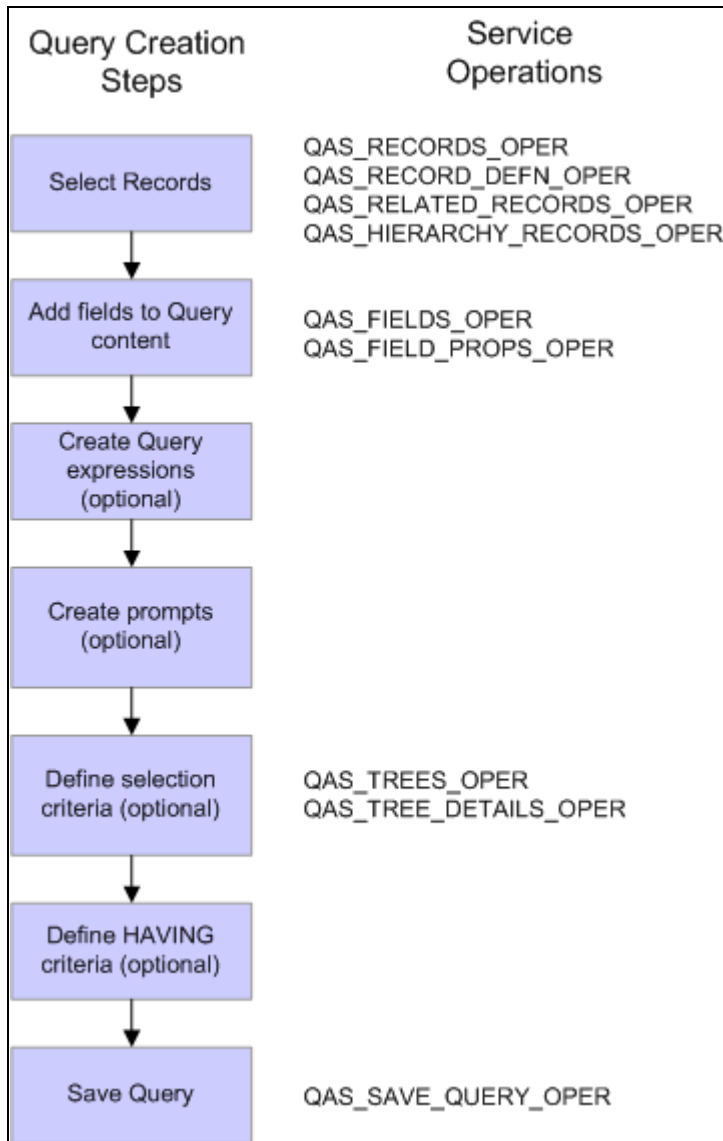 Query Creation
Steps
Service
Operations
Select Records
QAS_RECORDS_OPER
QAS_RECORD_DEFN_OPER
QAS_RELATED_RECORDS_OPER
QAS_HIERARCHY_RECORDS_OPER
Add fields to Query
content
QAS_FIELDS_OPER
QAS_FIELD_PROPS_OPER
Create Query
expressions
(optional)
Create prompts
(optional)
Define selection
criteria (optional)
QAS_TREES_OPER
QAS_TREE_DETAILS_OPER
Define HAVING
criteria (optional)
Save Query
QAS_SAVE_QUERY_OPER